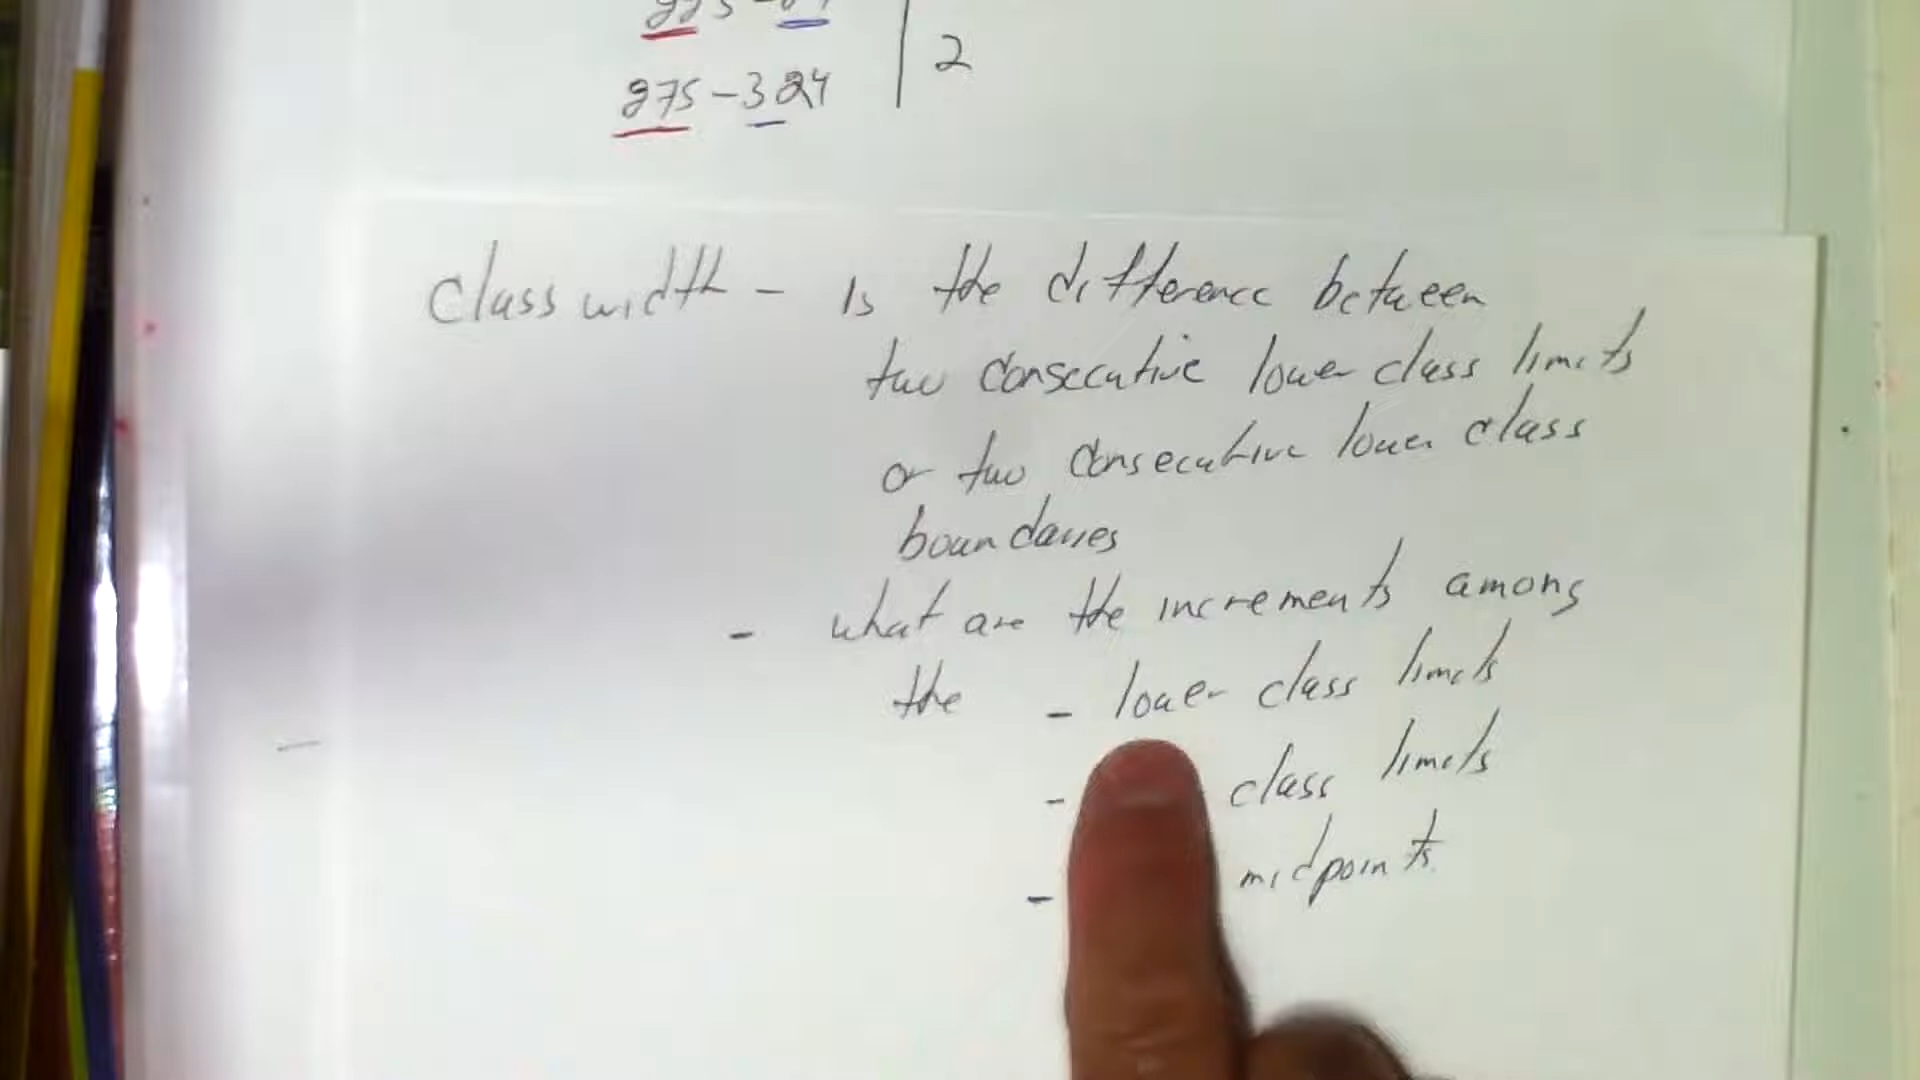 275-324 2
Class width - is the difference between
two consecutive lower class limits
or two consecutive lower class
boundaries
- what are the increments among
the - lower class limits
- class limits
- midpoints